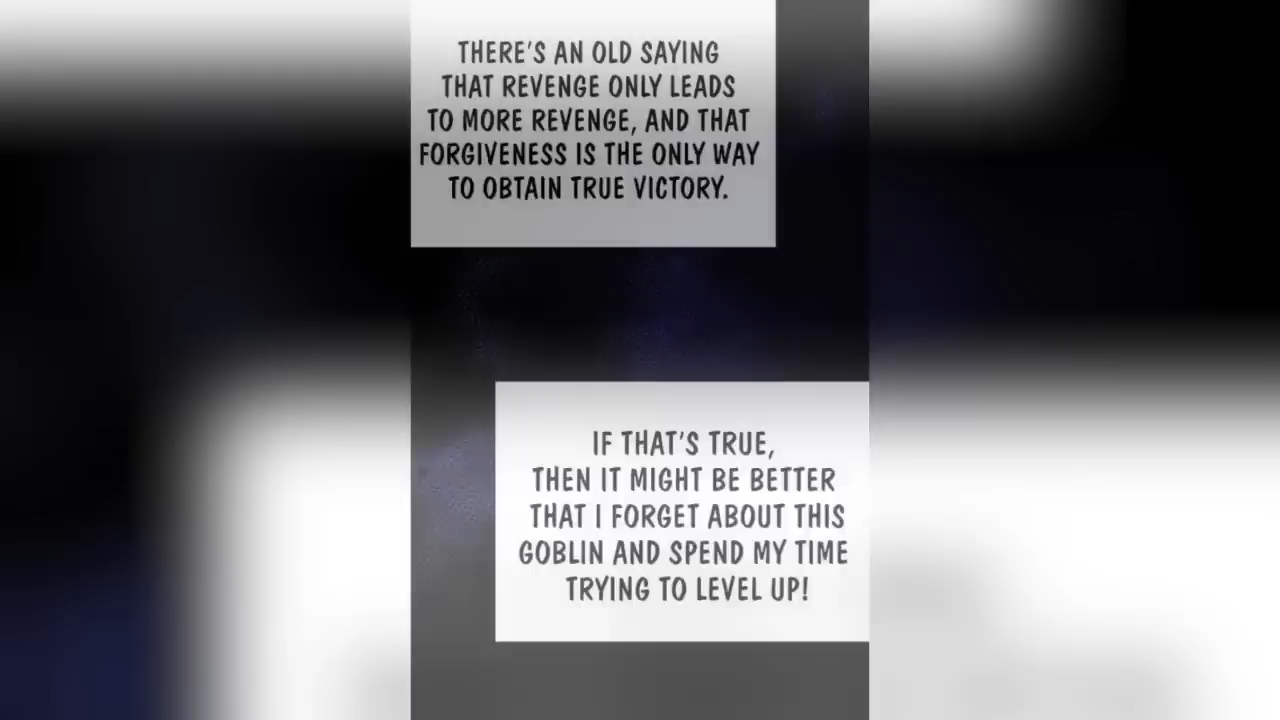 THERE'S AN OLD SAYING
THAT REVENGE ONLY LEADS
TO MORE REVENGE, AND THAT
FORGIVENESS IS THE ONLY WAY
TO OBTAIN TRUE VICTORY.
IF THAT'S TRUE,
THEN IT MIGHT BE BETTER
THAT I FORGET ABOUT THIS
GOBLIN AND SPEND MY TIME
TRYING TO LEVEL UP!